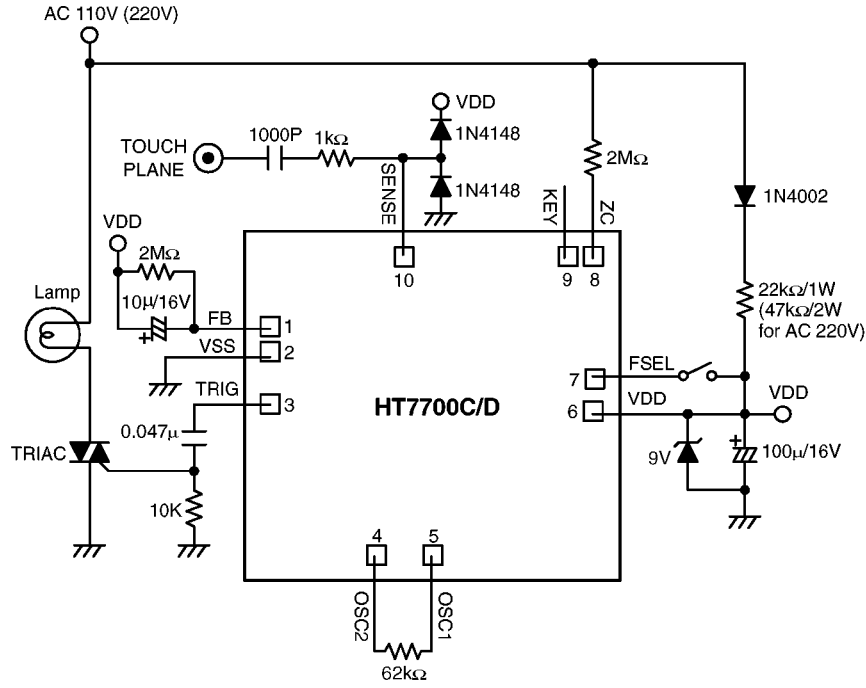 AC 110V (220V)
VDD
1N4148
1000P
1kΩ
TOUCH
PLANE
2MΩ
1N4148
1N4002
SENSE
KEY
ZC
VDD
2MΩ
10
9
8
Lamp
10μ/16V
22kΩ/1W
(47kΩ/2W
for AC 220V)
FB
1
VSS
2
FSEL
7
TRIG
3
HT7700C/D
6
VDD
VDD
0.047μ
+
+
TRIAC
9V
100μ/16V
10K
4
5
OSC2
OSC1
62kΩ